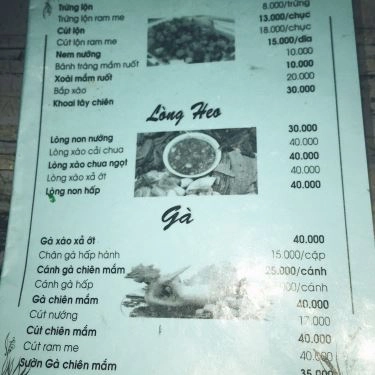 Trứng lộn 8.000/trứng
Trứng lộn ram me 13.000/chục
Cút lộn 18.000/chục
Cút lộn ram me 15.000/dĩa
Nem nướng 10.000
Bánh tráng mắm ruốt 10.000
Xoài mắm ruốt 20.000
Bắp xào 30.000
Khoai tây chiên
Lòng Heo
Lòng non nướng 30.000
Lòng xào cải chua 40.000
Lòng xào chua ngọt 40.000
Lòng xào xả ớt 40.000
Lòng non hấp 40.000
Gà
Gà xào xả ớt 40.000
Chân gà hấp hành 15.000/cặp
Cánh gà chiên mắm 25.000/cánh
Cánh gà hấp /cánh
Gà chiên mắm 40.000
Cút nướng
Cút chiên mắm 40.000
Cút ram me 40.000
Sườn Gà chiên mắm 35.000